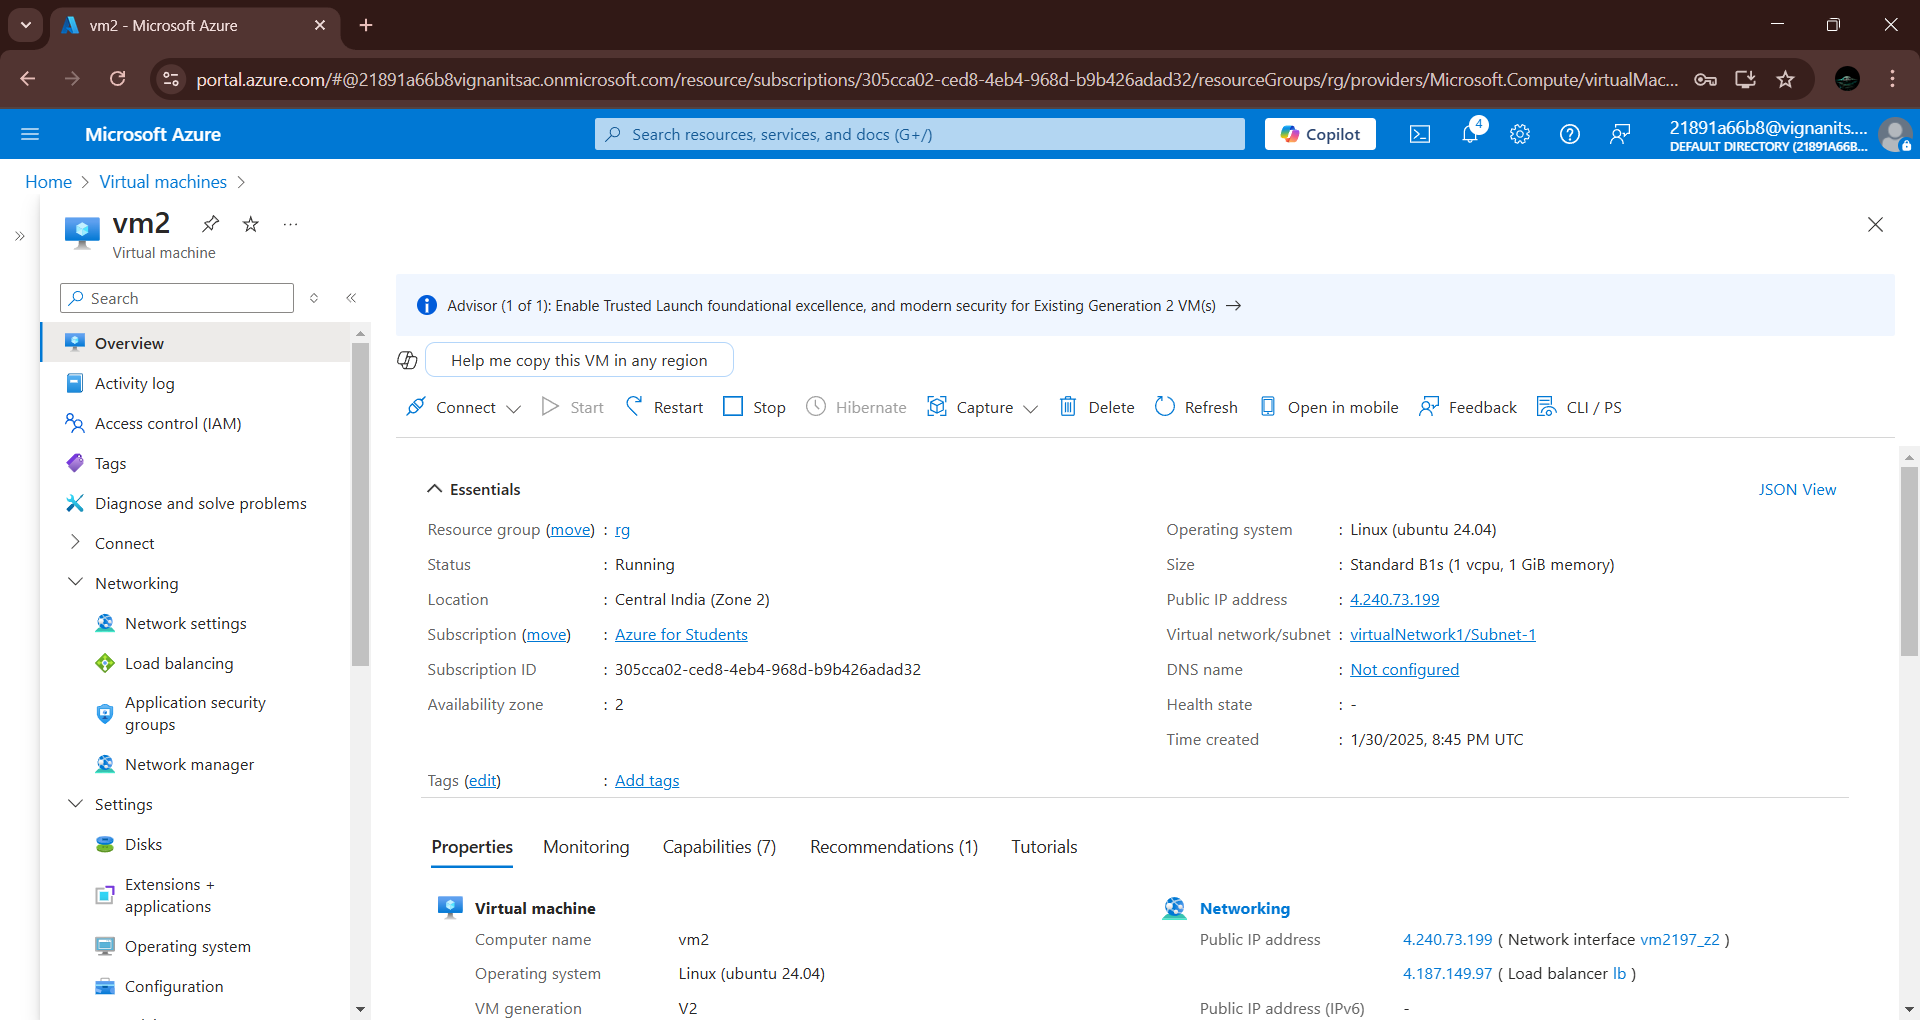 vm2 - Microsoft Azure
portal.azure.com/#@21891a66b8vignanitsac.onmicrosoft.com/resource/subscriptions/305cca02-ced8-4eb4-968d-b9b426adad32/resourceGroups/rg/providers/Microsoft.Compute/virtualMac...
Microsoft Azure
Search resources, services, and docs (G+/)
Copilot
4
21891a66b8@vignanits....
DEFAULT DIRECTORY (21891A66B...
Home > Virtual machines >
vm2
Virtual machine
Search
Overview
Activity log
Access control (IAM)
Tags
Diagnose and solve problems
Connect
Networking
Network settings
Load balancing
Application security
groups
Network manager
Settings
Disks
Extensions +
applications
Operating system
Configuration
Advisor (1 of 1): Enable Trusted Launch foundational excellence, and modern security for Existing Generation 2 VM(s) →
Help me copy this VM in any region
Connect Start Restart Stop Hibernate Capture Delete Refresh Open in mobile Feedback CLI / PS
Essentials
JSON View
Resource group (move) : rg
Status : Running
Location : Central India (Zone 2)
Subscription (move) : Azure for Students
Subscription ID : 305cca02-ced8-4eb4-968d-b9b426adad32
Availability zone : 2
Operating system : Linux (ubuntu 24.04)
Size : Standard B1s (1 vcpu, 1 GiB memory)
Public IP address : 4.240.73.199
Virtual network/subnet : virtualNetwork1/Subnet-1
DNS name : Not configured
Health state : -
Time created : 1/30/2025, 8:45 PM UTC
Tags (edit) : Add tags
Properties Monitoring Capabilities (7) Recommendations (1) Tutorials
Virtual machine
Computer name vm2
Operating system Linux (ubuntu 24.04)
VM generation V2
Networking
Public IP address 4.240.73.199 ( Network interface vm2197_z2 )
4.187.149.97 ( Load balancer lb )
Public IP address (IPv6) -